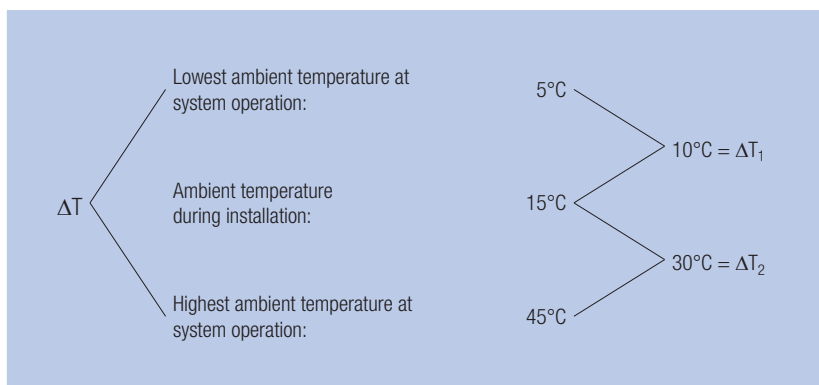 Lowest ambient temperature at
system operation:
5°C
10°C = ΔT₁
ΔT
Ambient temperature
during installation:
15°C
30°C = ΔT₂
Highest ambient temperature at
system operation:
45°C